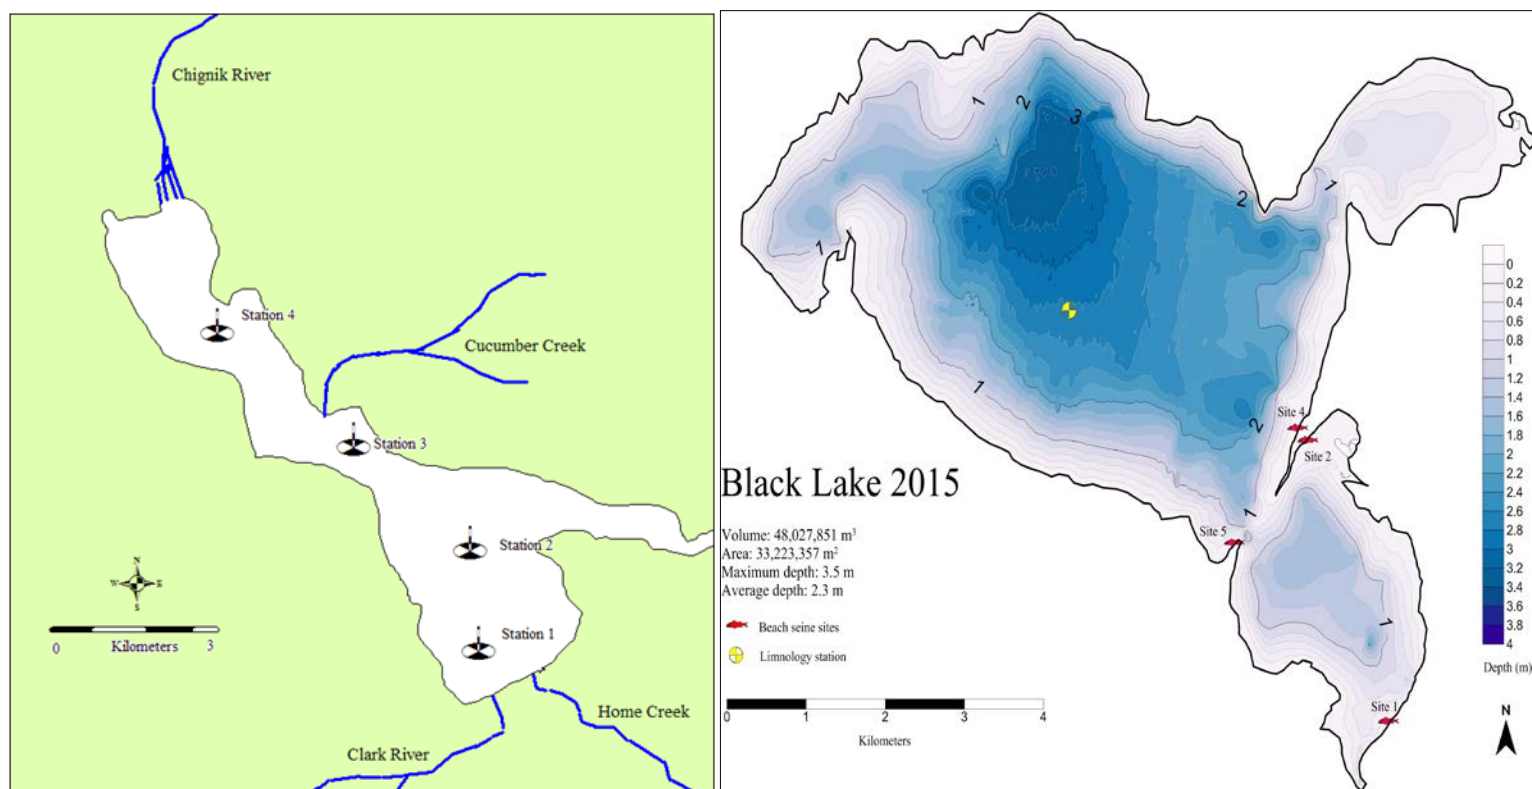 Chignik River
Station 4
Cucumber Creek
Station 3
Station 2
Station 1
N
W E
S
0 Kilometers 3
Home Creek
Clark River
1
2
3
2
1
1
1
2
1
1
Site 4
Site 2
Site 5
Site 1
Black Lake 2015
Volume: 48,027,851 m³
Area: 33,223,357 m²
Maximum depth: 3.5 m
Average depth: 2.3 m
Beach seine sites
Limnology station
0 1 2 3 4
Kilometers
0
0.2
0.4
0.6
0.8
1
1.2
1.4
1.6
1.8
2
2.2
2.4
2.6
2.8
3
3.2
3.4
3.6
3.8
4
Depth (m)
N